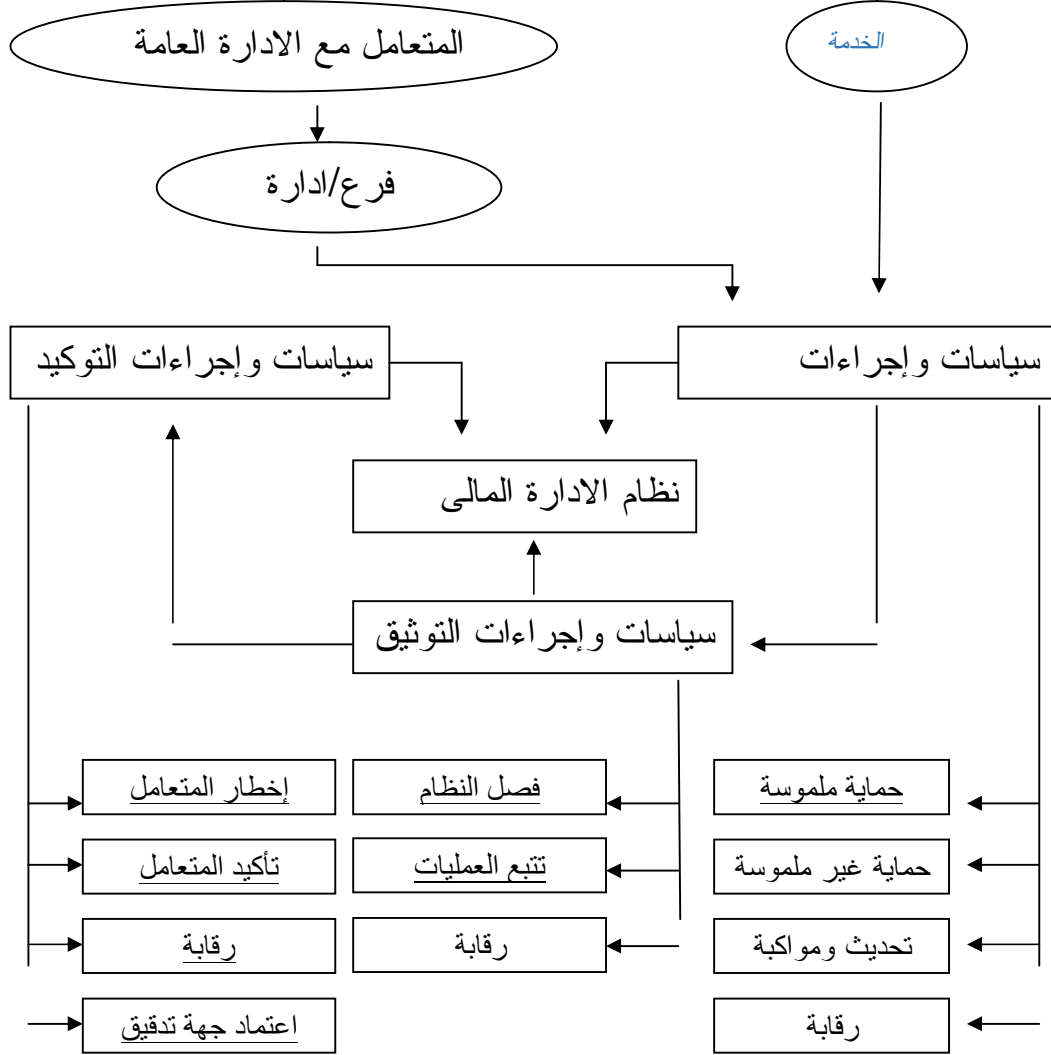 الخدمة
المتعامل مع الادارة العامة
فرع/ادارة
سياسات وإجراءات
سياسات وإجراءات التوكيد
نظام الادارة المالى
سياسات وإجراءات التوثيق
حماية ملموسة
فصل النظام
إخطار المتعامل
حماية غير ملموسة
تتبع العمليات
تأكيد المتعامل
تحديث ومواكبة
رقابة
رقابة
رقابة
اعتماد جهة تدقيق